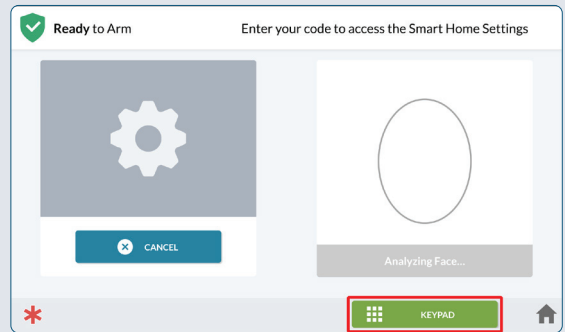 Ready to Arm
Enter your code to access the Smart Home Settings
CANCEL
Analyzing Face...
KEYPAD